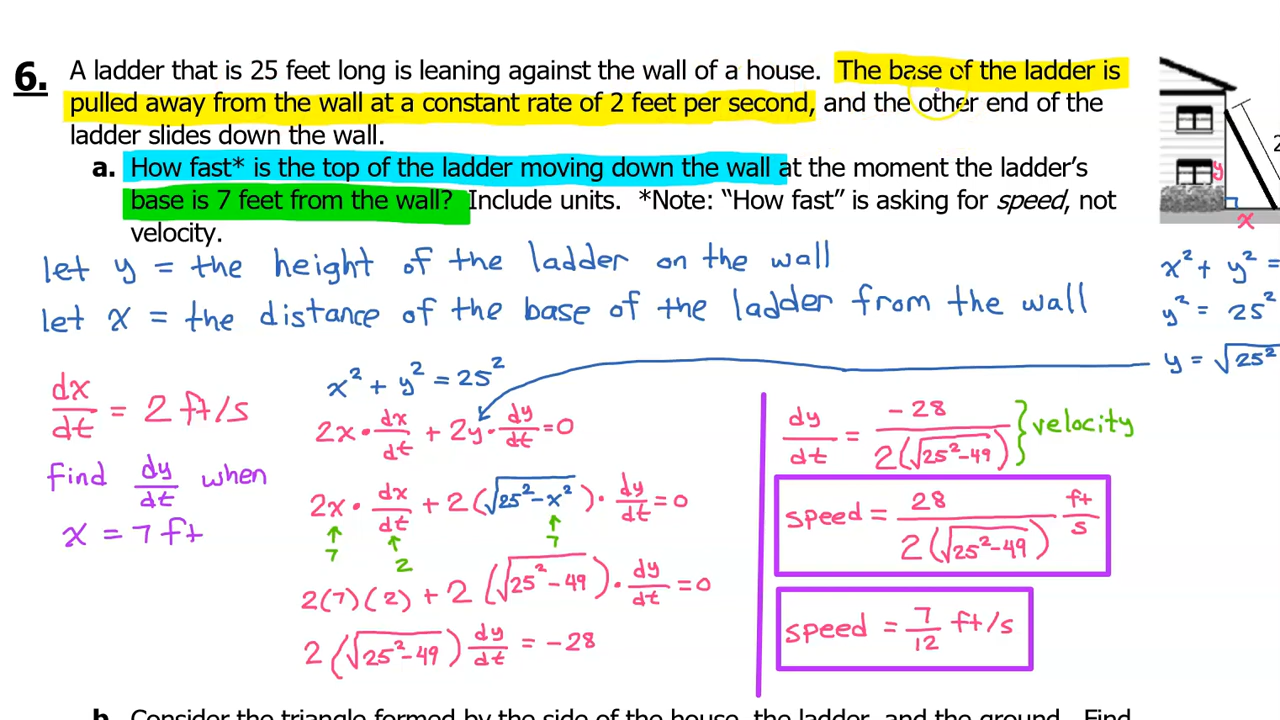 6. A ladder that is 25 feet long is leaning against the wall of a house. The base of the ladder is
pulled away from the wall at a constant rate of 2 feet per second, and the other end of the
ladder slides down the wall.
a. How fast* is the top of the ladder moving down the wall at the moment the ladder's
base is 7 feet from the wall? Include units. *Note: "How fast" is asking for speed, not
velocity.
y
2
x
let y = the height of the ladder on the wall
let x = the distance of the base of the ladder from the wall
x² + y² =
y² = 25²
y = √25²
dx/dt = 2 ft/s
find dy/dt when
x = 7 ft
x² + y² = 25²
2x • dx/dt + 2y • dy/dt = 0
2x • dx/dt + 2(√25²-x²) • dy/dt = 0
↑ ↑ ↑
7 2 7
2(7)(2) + 2(√25²-49) • dy/dt = 0
2(√25²-49) dy/dt = -28
dy/dt = -28/2(√25²-49) } velocity
speed = 28/2(√25²-49) ft/s
speed = 7/12 ft/s
b. Consider the triangle formed by the side of the house, the ladder, and the ground. Find